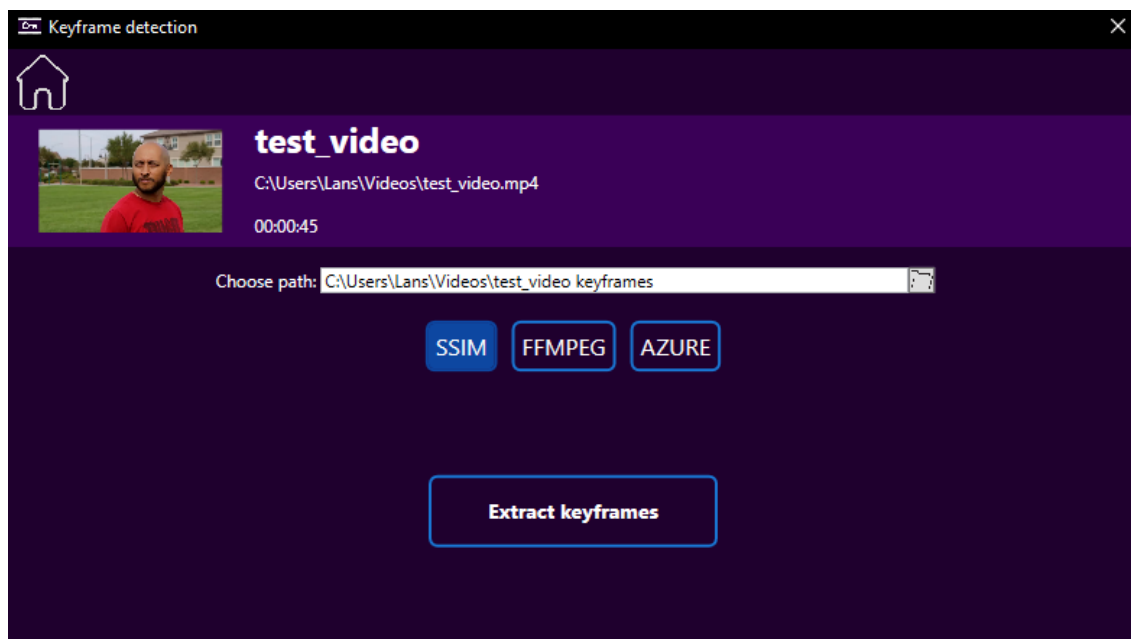 Keyframe detection
test_video
C:\Users\Lans\Videos\test_video.mp4
00:00:45
Choose path: C:\Users\Lans\Videos\test_video keyframes
SSIM FFMPEG AZURE
Extract keyframes